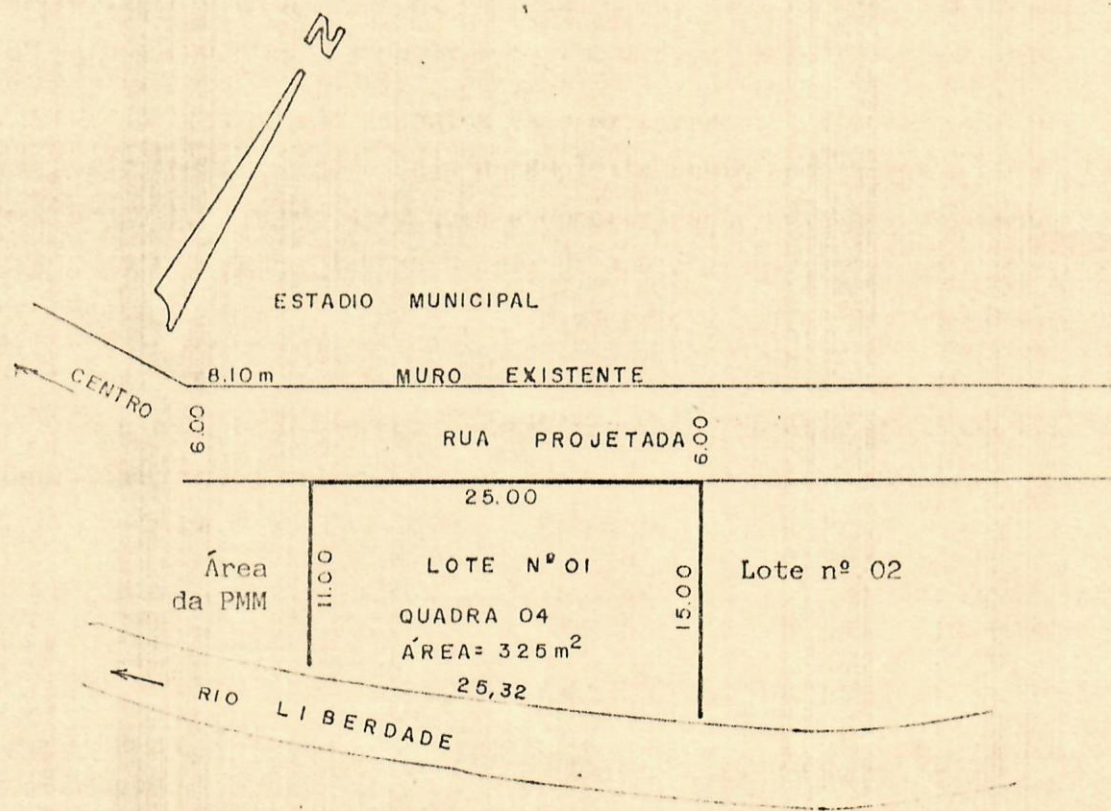 N
ESTADIO MUNICIPAL
CENTRO
8.10 m
MURO EXISTENTE
6.00
RUA PROJETADA
6.00
25.00
Área
da PMM
11.00
LOTE Nº 01
QUADRA 04
ÁREA= 325 m²
15.00
Lote nº 02
25,32
RIO LIBERDADE